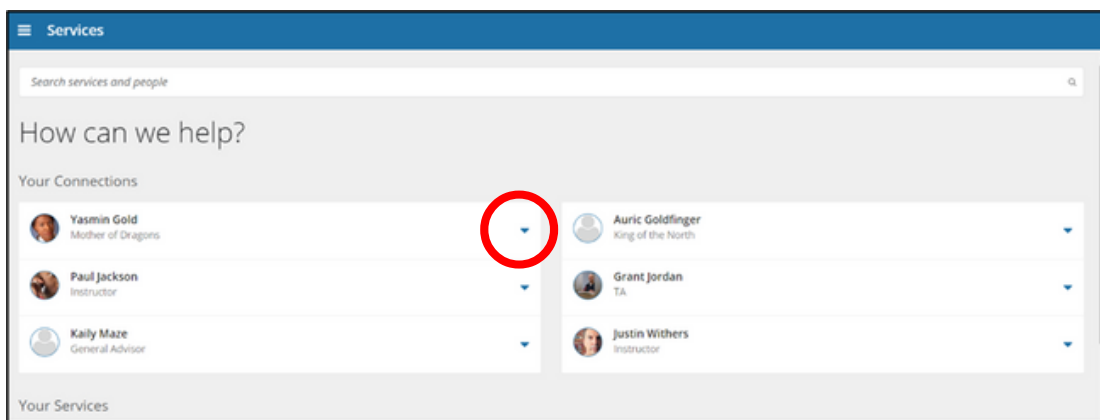 Services
Search services and people
How can we help?
Your Connections
Yasmin Gold
Mother of Dragons
Auric Goldfinger
King of the North
Paul Jackson
Instructor
Grant Jordan
TA
Kaily Maze
General Advisor
Justin Withers
Instructor
Your Services